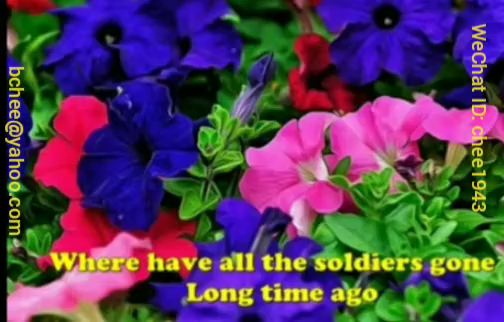 bchee@yahoo.com
WeChat ID: chee1943
Where have all the soldiers gone
Long time ago